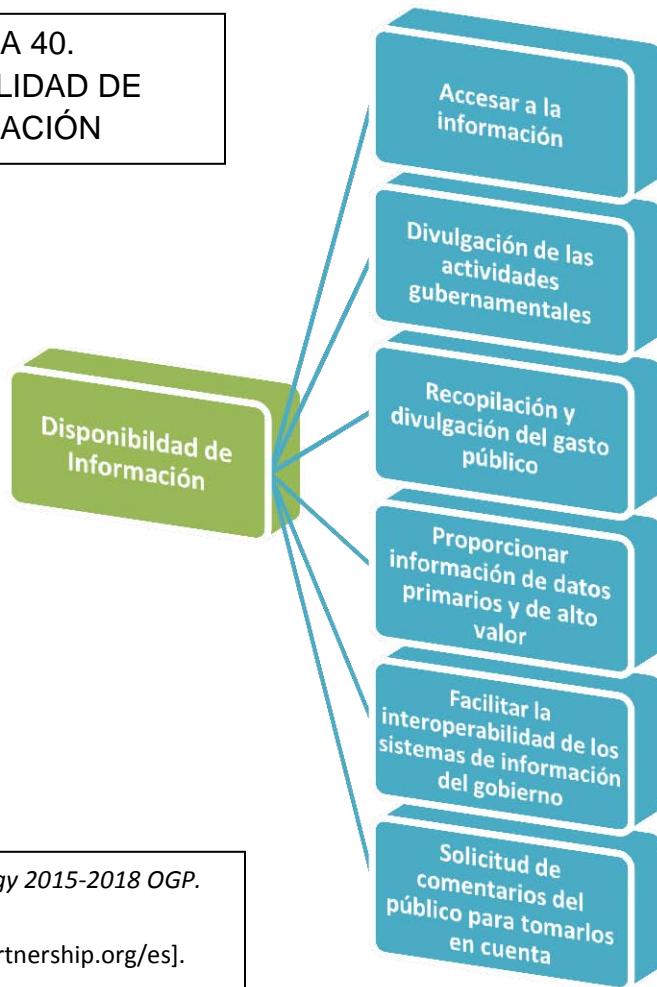 A 40.
LIDAD DE
ACIÓN
Accesar a la
información
Divulgación de las
actividades
gubernamentales
Recopilación y
divulgación del gasto
público
Disponibildad de
Información
Proporcionar
información de datos
primarios y de alto
valor
Facilitar la
interoperabilidad de los
sistemas de información
del gobierno
Solicitud de
comentarios del
público para tomarlos
en cuenta
gy 2015-2018 OGP.
rtnership.org/es].